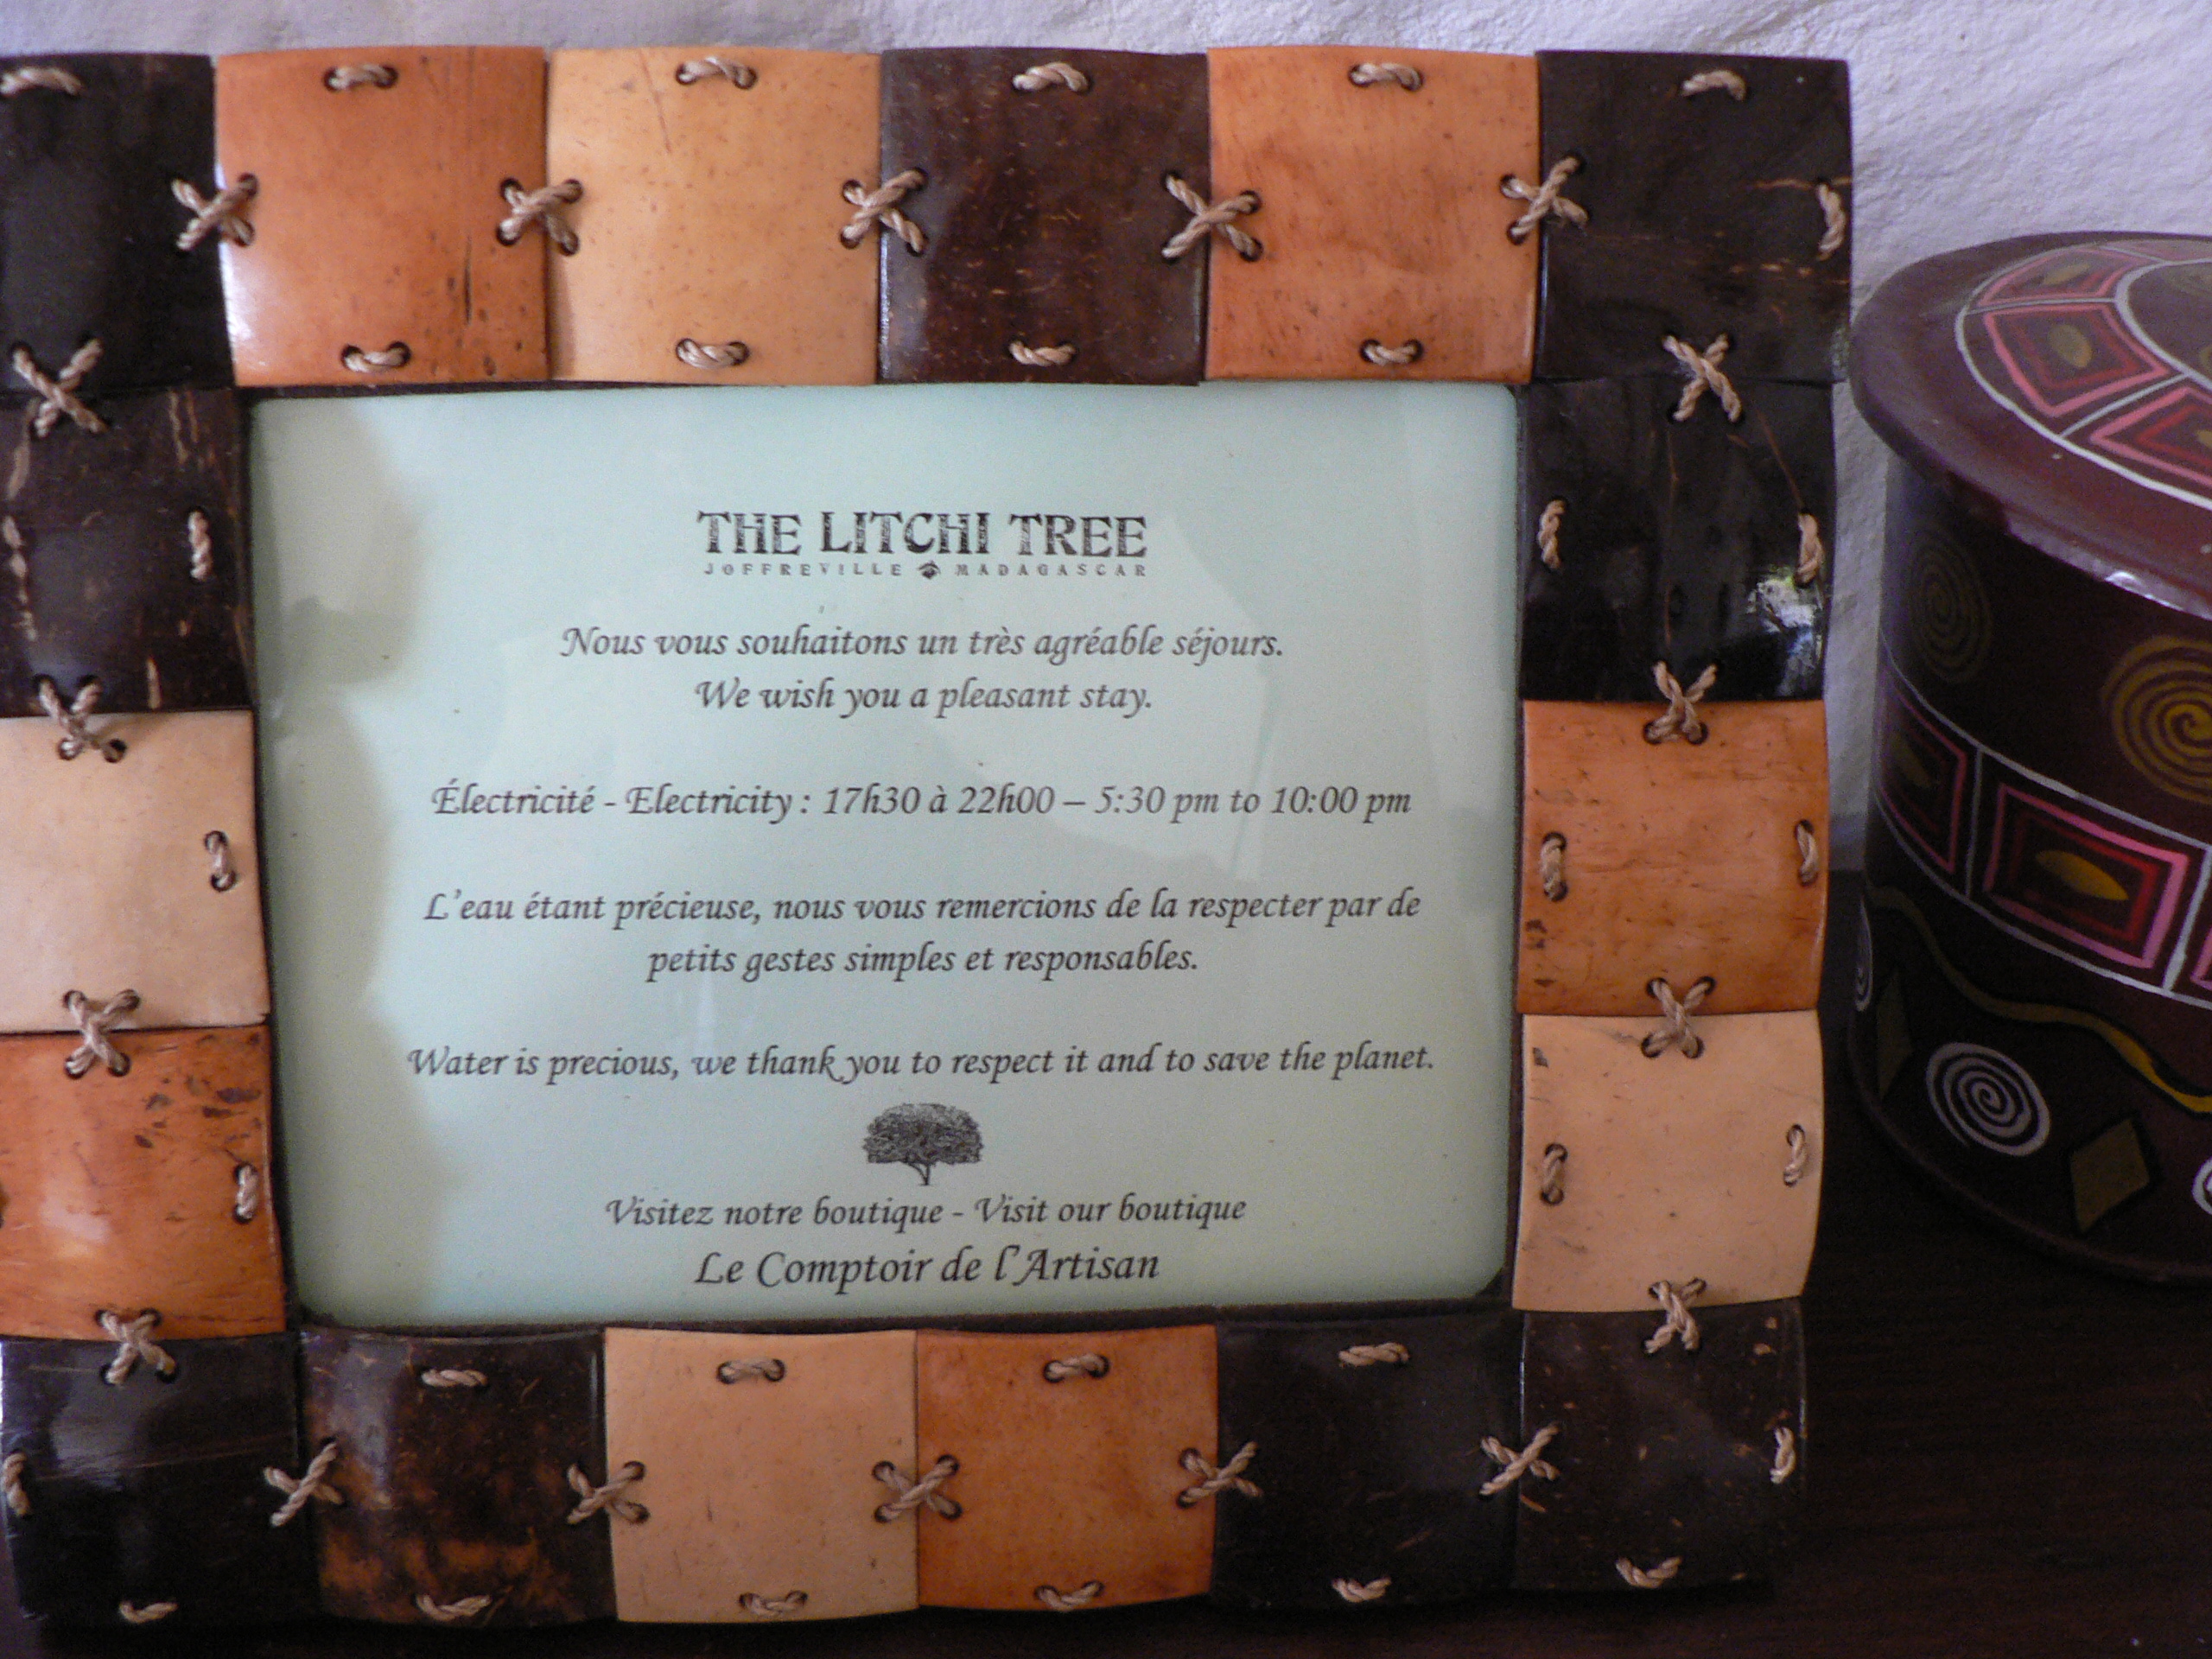 THE LITCHI TREE
JOFFREVILLE MADAGASCAR
Nous vous souhaitons un très agréable séjours.
We wish you a pleasant stay.
Électricité - Electricity : 17h30 à 22h00 – 5:30 pm to 10:00 pm
L'eau étant précieuse, nous vous remercions de la respecter par de
petits gestes simples et responsables.
Water is precious, we thank you to respect it and to save the planet.
Visitez notre boutique - Visit our boutique
Le Comptoir de l'Artisan